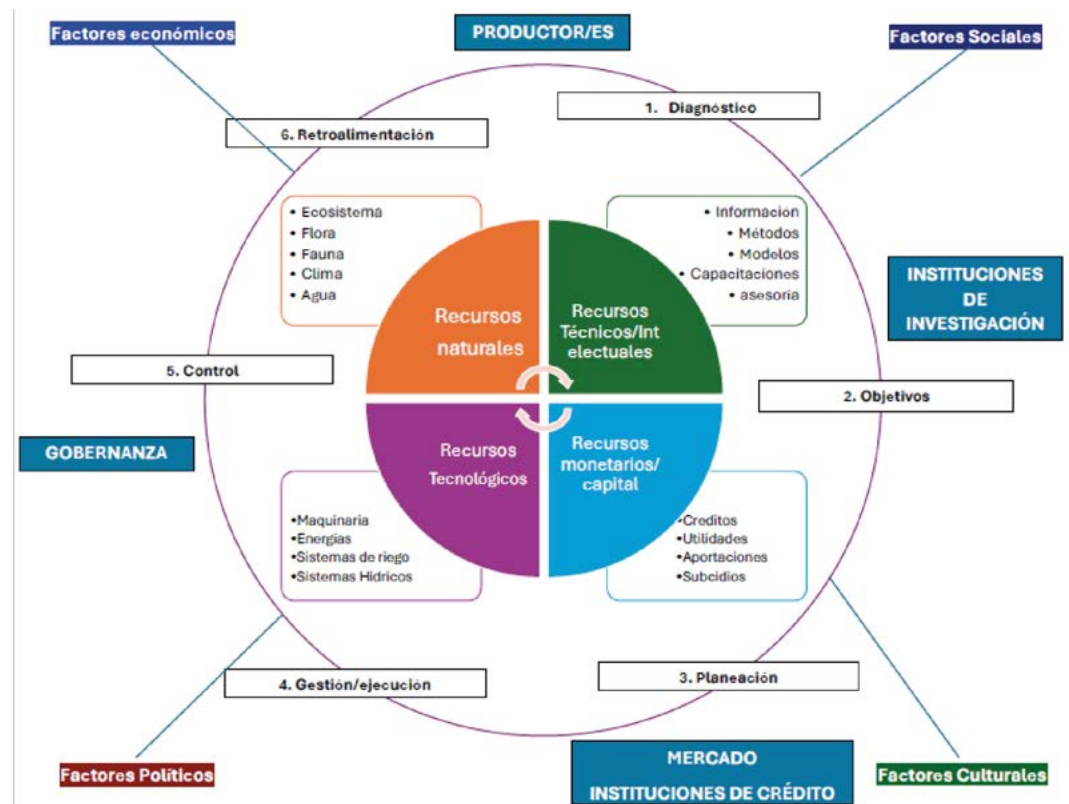 Factores económicos
PRODUCTOR/ES
Factores Sociales
1. Diagnóstico
6. Retroalimentación
• Ecosistema
• Flora
• Fauna
• Clima
• Agua
• Información
• Métodos
• Modelos
• Capacitaciones
• asesoría
INSTITUCIONES
DE
INVESTIGACIÓN
Recursos
naturales
Recursos
Técnicos/Int
electuales
5. Control
2. Objetivos
GOBERNANZA
Recursos
Tecnológicos
Recursos
monetarios/
capital
•Maquinaria
•Energías
•Sistemas de riego
•Sistemas Hídricos
•Creditos
•Utilidades
•Aportaciones
•Subcidios
4. Gestión/ejecución
3. Planeación
Factores Políticos
MERCADO
INSTITUCIONES DE CRÉDITO
Factores Culturales